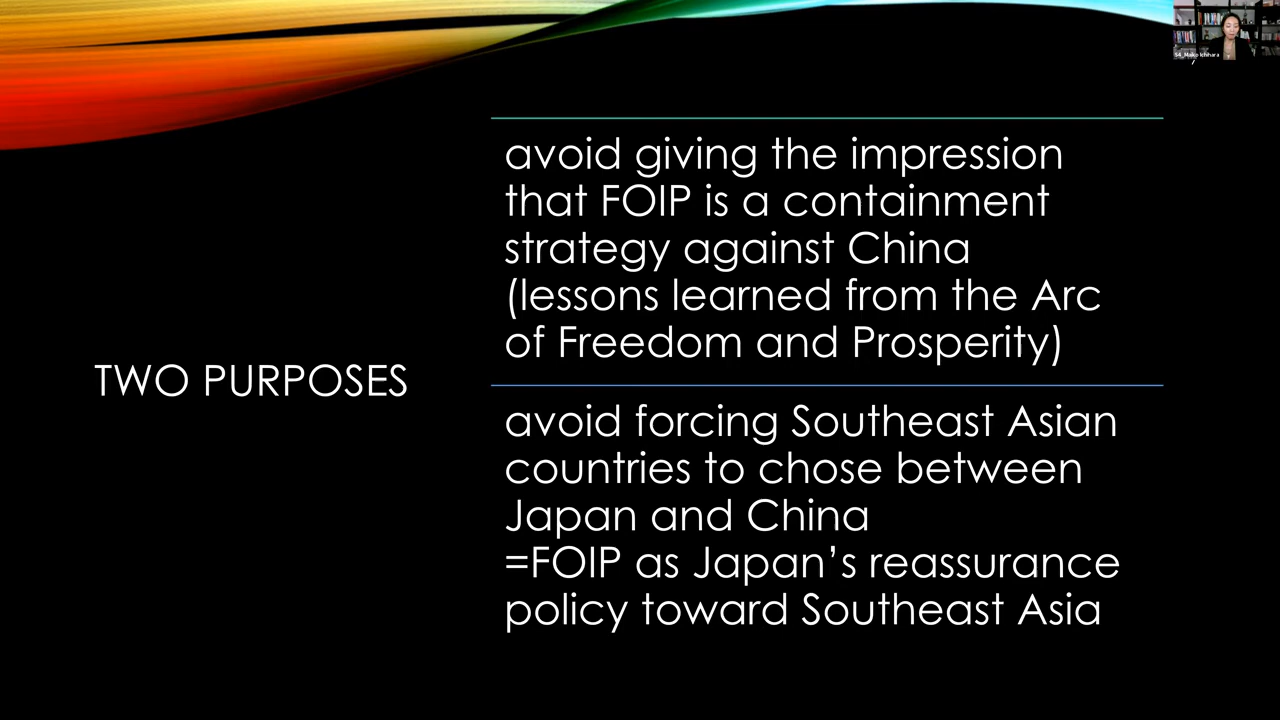 S4_Maiko Ichihara
TWO PURPOSES
avoid giving the impression
that FOIP is a containment
strategy against China
(lessons learned from the Arc
of Freedom and Prosperity)
avoid forcing Southeast Asian
countries to chose between
Japan and China
=FOIP as Japan’s reassurance
policy toward Southeast Asia